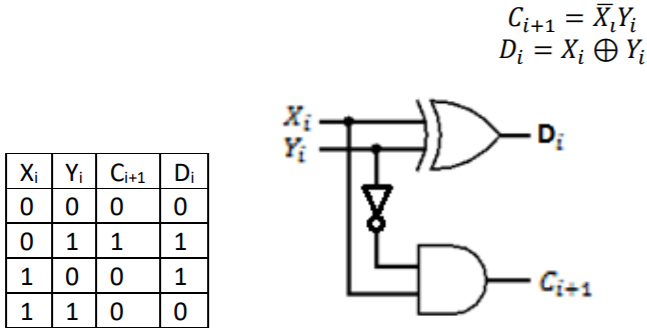 C_{i+1} = X̅_i Y_i
D_i = X_i ⊕ Y_i
X_i
Y_i
D_i
C_{i+1}
X_i Y_i C_{i+1} D_i
0 0 0 0
0 1 1 1
1 0 0 1
1 1 0 0